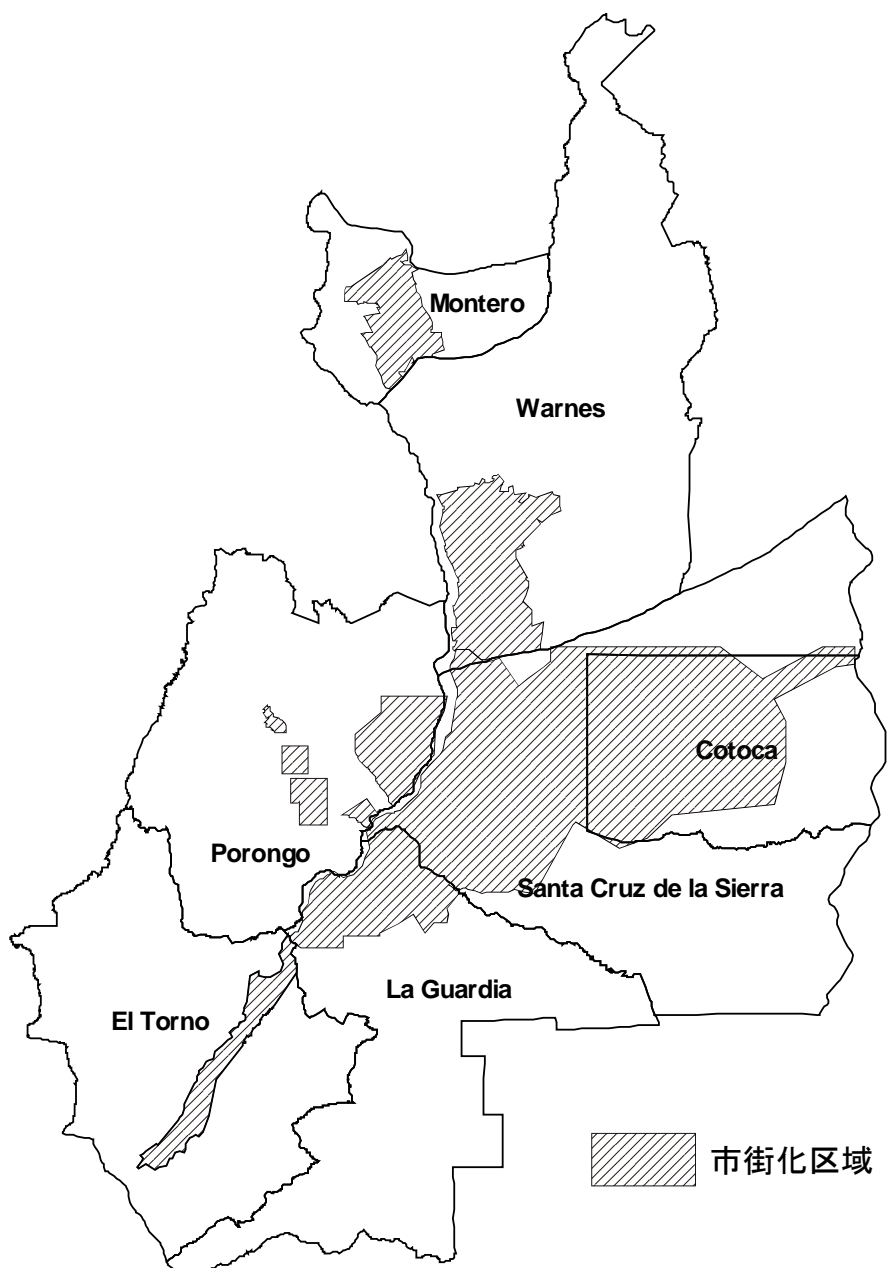 Montero
Warnes
Cotoca
Porongo
Santa Cruz de la Sierra
La Guardia
El Torno
市街化区域